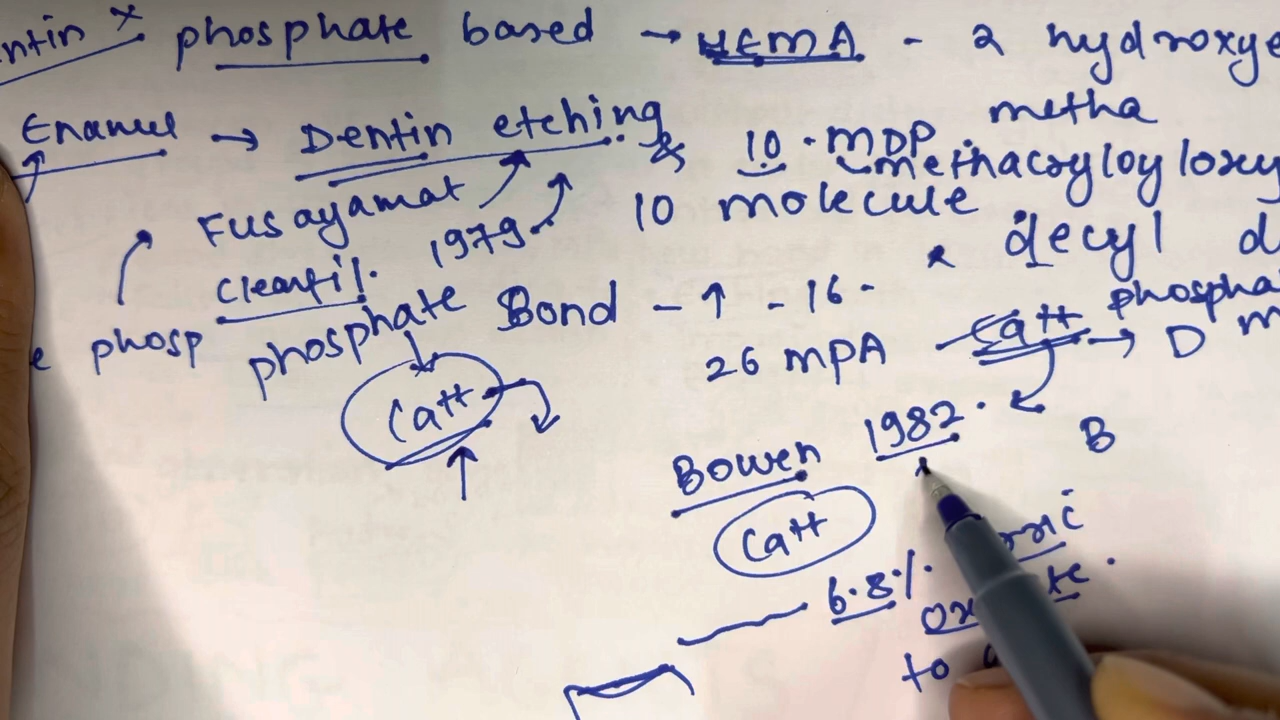 ntin x phosphate based → HEMA - 2 hydroxye
Enamel → Dentin etching. & 10 - MDP. metha
methacryloyloxy
Fusayamat 1979. 10 molecule
decyl d
Clearfil.
e phosp phosphate Bond - ↑ - 16 -
26 MPA Ca++ → D phospha
m
Ca++
Bowen 1982. B
Ca++
6.8%. rric
to